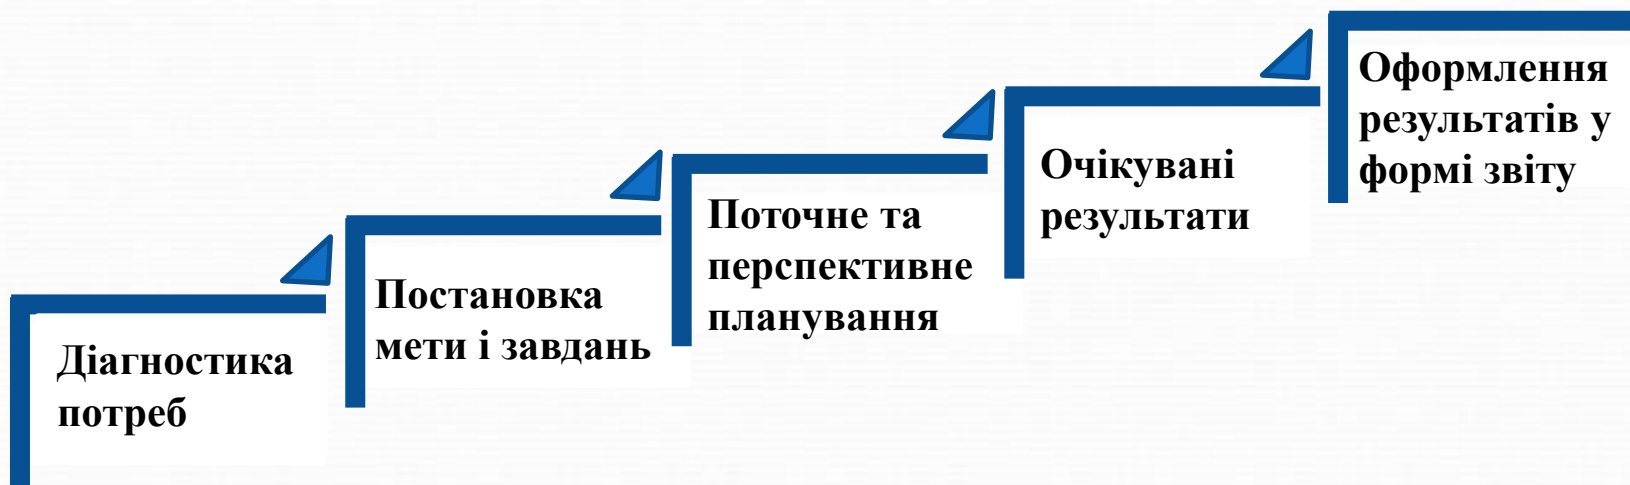 Діагностика
потреб
Постановка
мети і завдань
Поточне та
перспективне
планування
Очікувані
результати
Оформлення
результатів у
формі звіту